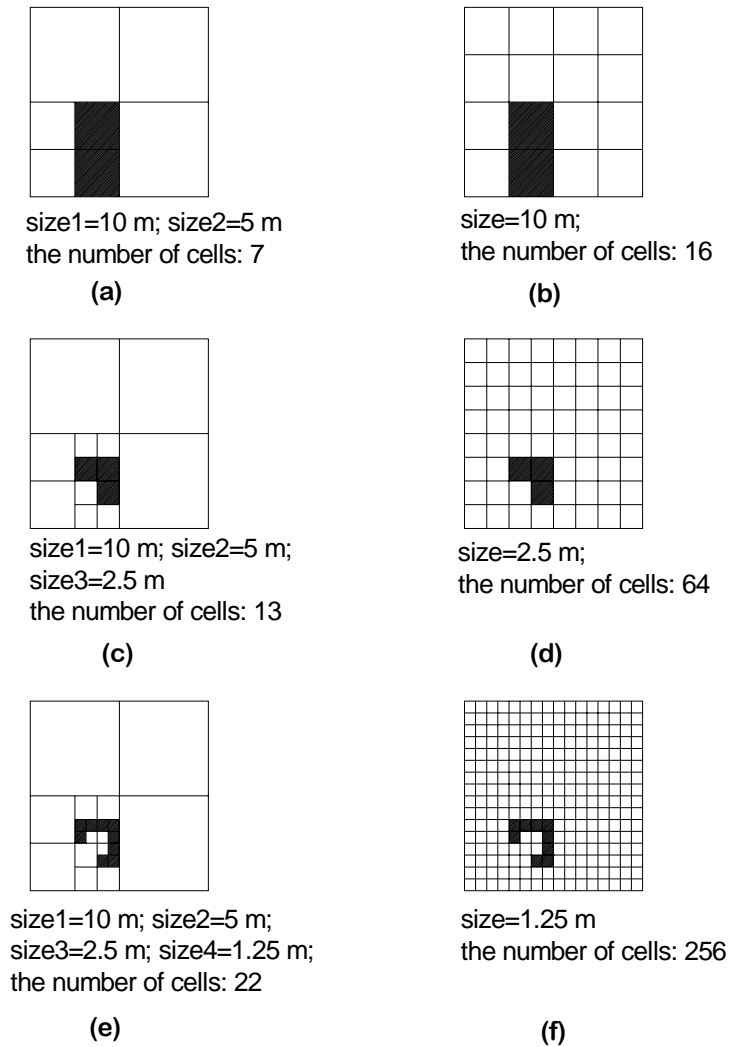 size1=10 m; size2=5 m
the number of cells: 7
(a)
size=10 m;
the number of cells: 16
(b)
size1=10 m; size2=5 m;
size3=2.5 m
the number of cells: 13
(c)
size=2.5 m;
the number of cells: 64
(d)
size1=10 m; size2=5 m;
size3=2.5 m; size4=1.25 m;
the number of cells: 22
(e)
size=1.25 m
the number of cells: 256
(f)